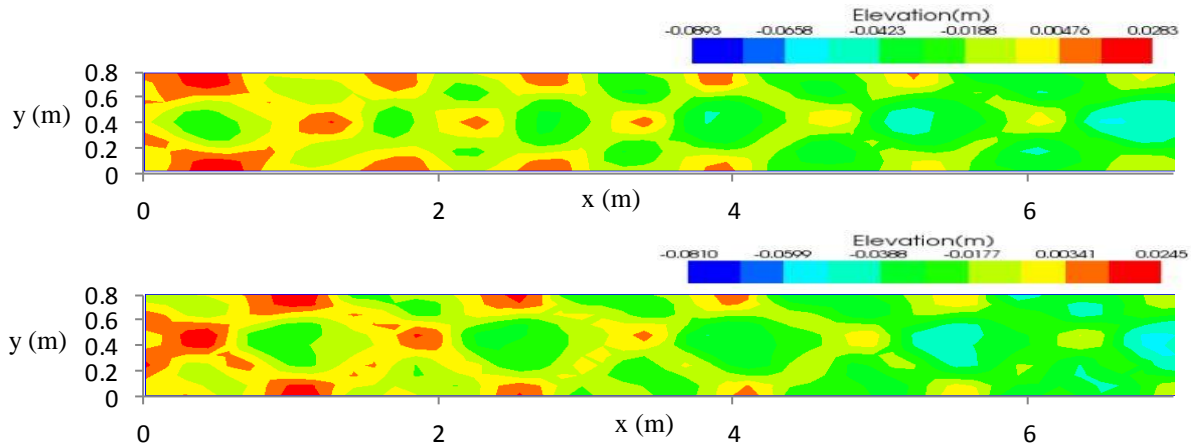 Elevation(m)
-0.0893 -0.0658 -0.0423 -0.0188 0.00476 0.0283
0.8
0.6
y (m) 0.4
0.2
0
0 2 4 6
x (m)
Elevation(m)
-0.0810 -0.0599 -0.0388 -0.0177 0.00341 0.0245
0.8
0.6
y (m) 0.4
0.2
0
0 2 4 6
x (m)